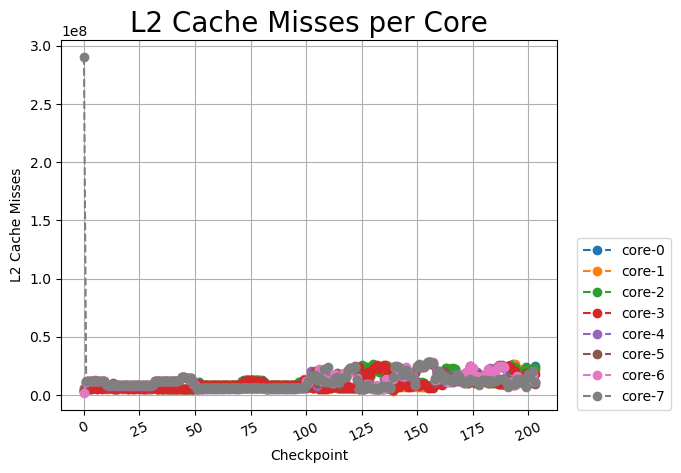 L2 Cache Misses per Core
1e8
3.0
2.5
2.0
1.5
1.0
0.5
0.0
L2 Cache Misses
0
25
50
75
100
125
150
175
200
Checkpoint
core-0
core-1
core-2
core-3
core-4
core-5
core-6
core-7